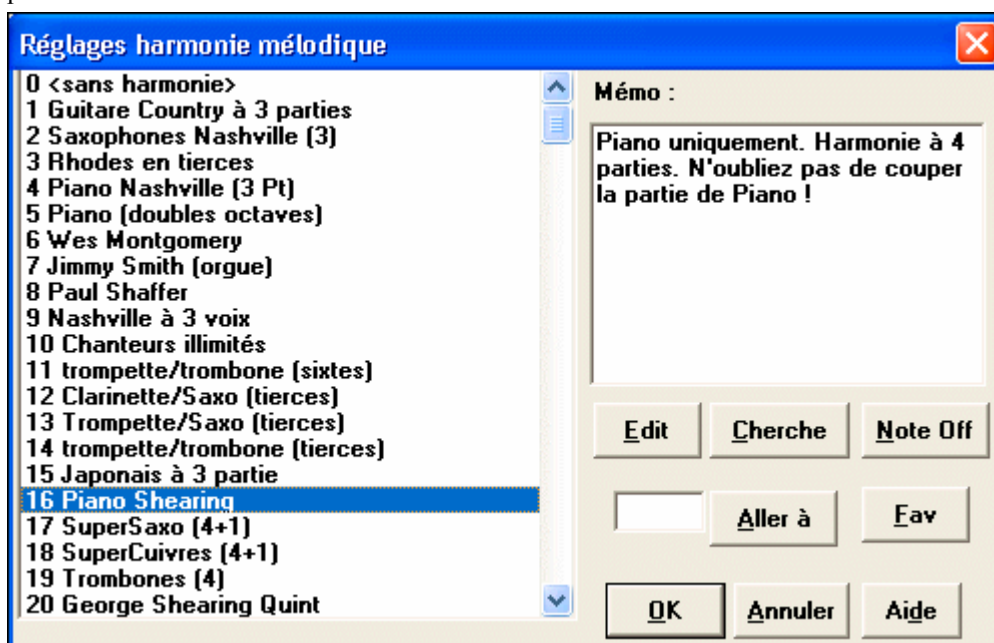 Réglages harmonie mélodique
0 <sans harmonie>
1 Guitare Country à 3 parties
2 Saxophones Nashville (3)
3 Rhodes en tierces
4 Piano Nashville (3 Pt)
5 Piano (doubles octaves)
6 Wes Montgomery
7 Jimmy Smith (orgue)
8 Paul Shaffer
9 Nashville à 3 voix
10 Chanteurs illimités
11 trompette/trombone (sixtes)
12 Clarinette/Saxo (tierces)
13 Trompette/Saxo (tierces)
14 trompette/trombone (tierces)
15 Japonais à 3 partie
16 Piano Shearing
17 SuperSaxo (4+1)
18 SuperCuivres (4+1)
19 Trombones (4)
20 George Shearing Quint
Mémo :
Piano uniquement. Harmonie à 4
parties. N'oubliez pas de couper
la partie de Piano !
Edit Cherche Note Off
Aller à Fav
OK Annuler Aide